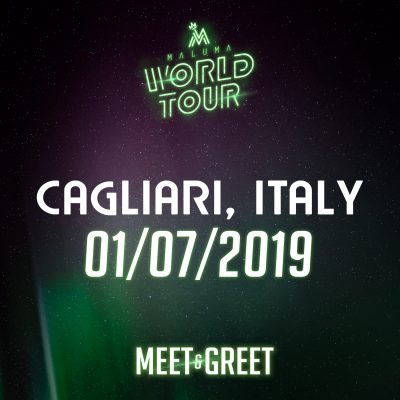 M
MALUMA
WORLD
TOUR
CAGLIARI, ITALY
01/07/2019
MEET & GREET